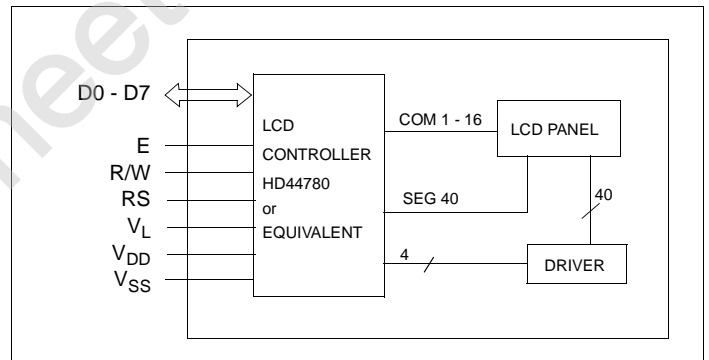 D0 - D7
E
R/W
RS
VL
VDD
VSS
LCD
CONTROLLER
HD44780
or
EQUIVALENT
COM 1 - 16
SEG 40
4
LCD PANEL
40
DRIVER